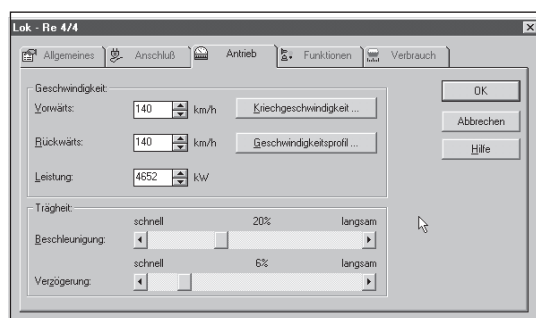 Lok - Re 4/4
Allgemeines Anschluß Antrieb Funktionen Verbrauch
Geschwindigkeit:
Vorwärts: 140 km/h Kriechgeschwindigkeit ...
Rückwärts: 140 km/h Geschwindigkeitsprofil ...
Leistung: 4652 kW
OK
Abbrechen
Hilfe
Trägheit:
schnell 20% langsam
Beschleunigung:
schnell 6% langsam
Verzögerung: